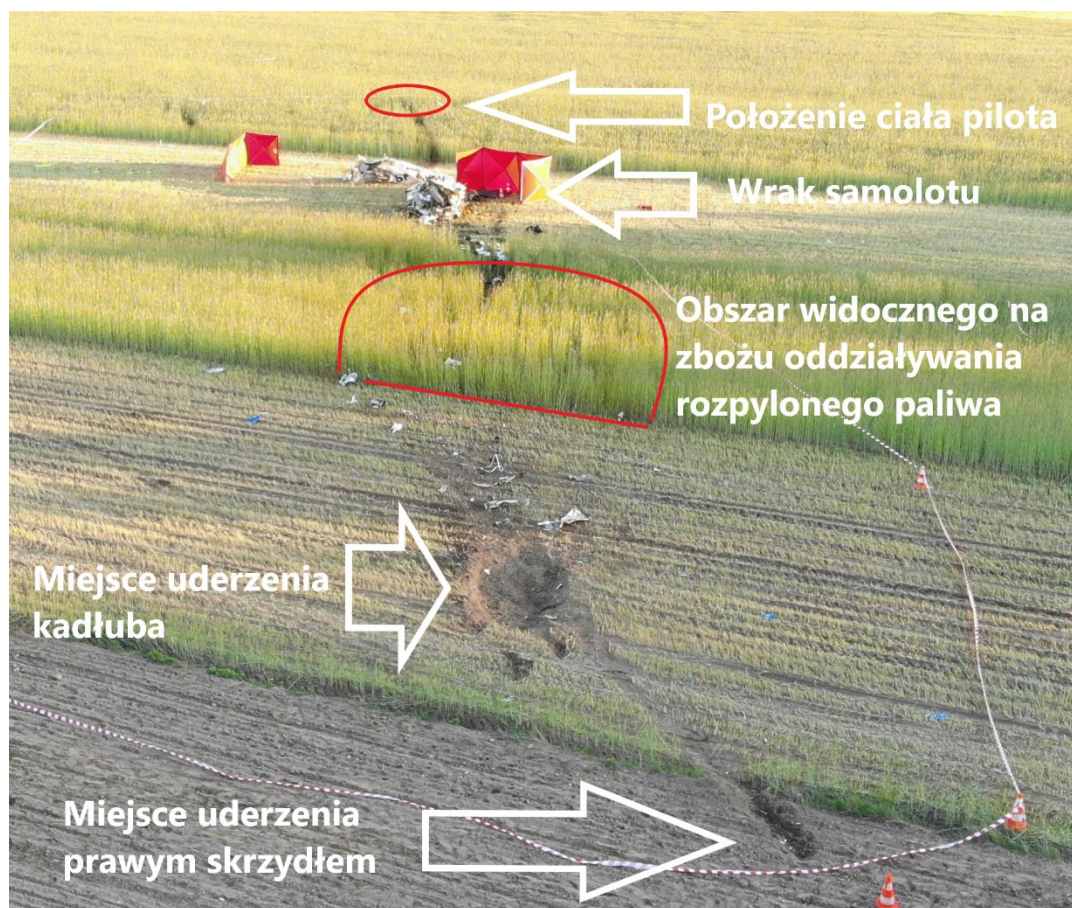 Położenie ciała pilota
Wrak samolotu
Obszar widocznego na
zbożu oddziaływania
rozpylonego paliwa
Miejsce uderzenia
kadłuba
Miejsce uderzenia
prawym skrzydłem